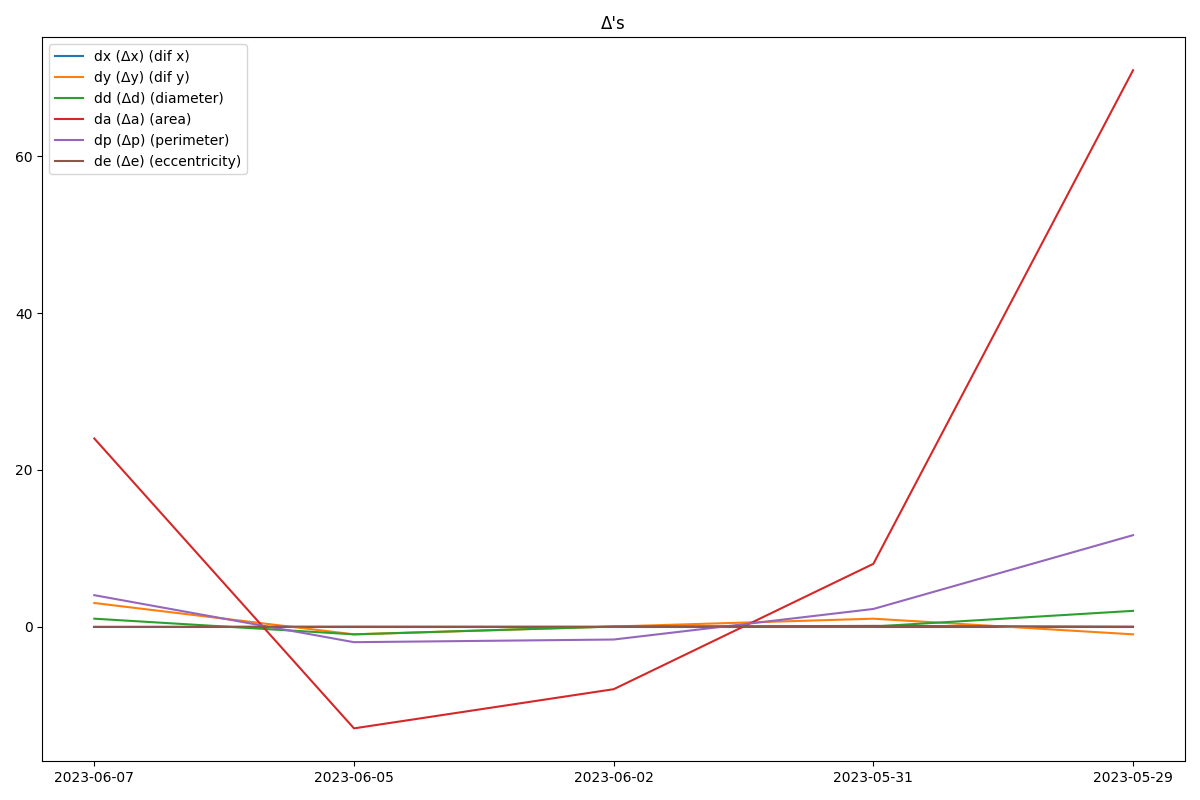 Δ's
dx (Δx) (dif x)
dy (Δy) (dif y)
dd (Δd) (diameter)
da (Δa) (area)
dp (Δp) (perimeter)
de (Δe) (eccentricity)
60
40
20
0
2023-06-07 2023-06-05 2023-06-02 2023-05-31 2023-05-29